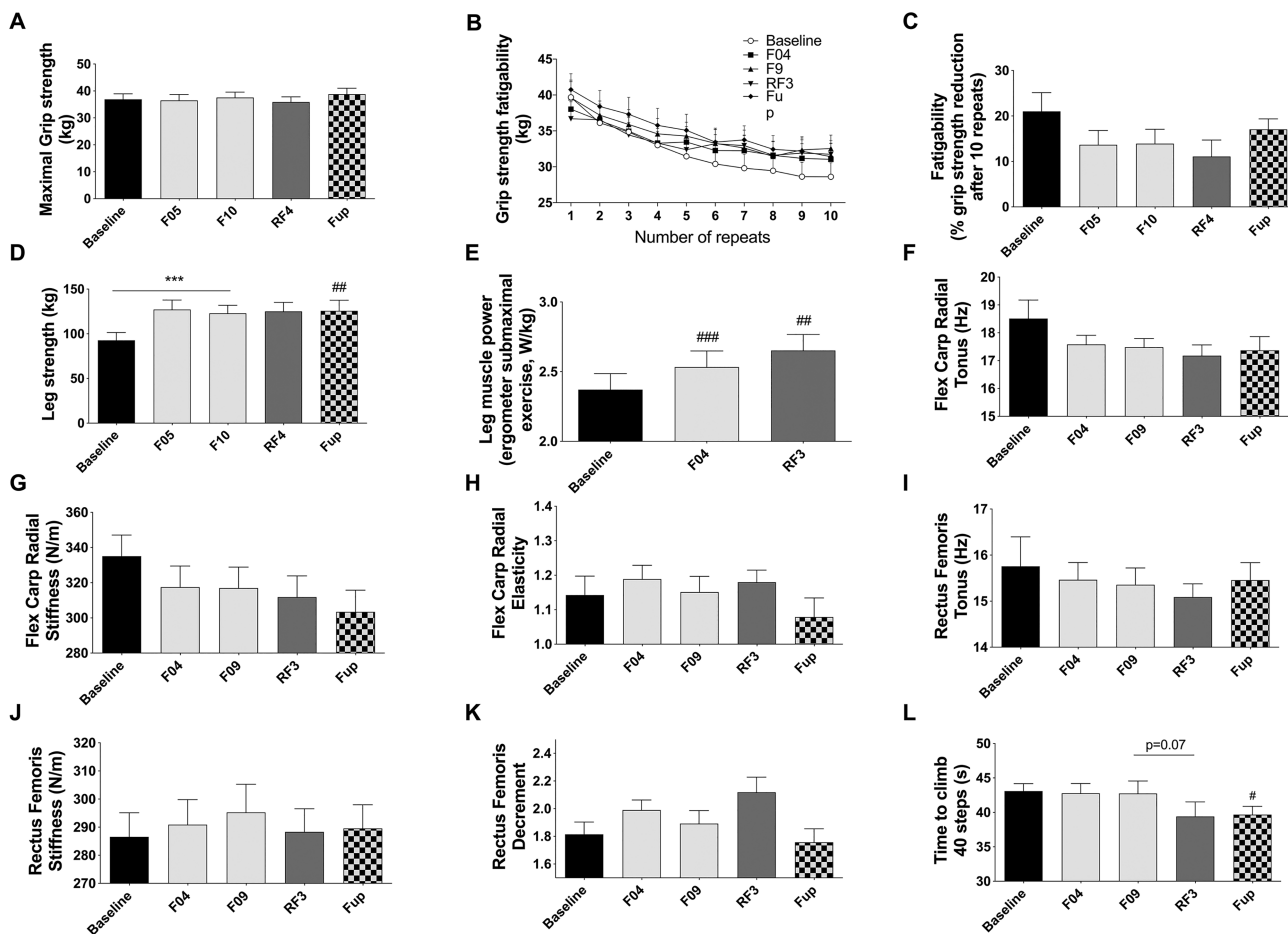 A
Maximal Grip strength
(kg)
50
40
30
20
10
0
Baseline
F05
F10
RF4
Fup
B
Grip strength fatigability
(kg)
45
40
35
30
25
1 2 3 4 5 6 7 8 9 10
Number of repeats
Baseline
F04
F9
RF3
Fu
p
C
Fatigability
(% grip strength reduction
after 10 repeats)
30
20
10
0
Baseline
F05
F10
RF4
Fup
D
Leg strength (kg)
150
100
50
0
***
##
Baseline
F05
F10
RF4
Fup
E
Leg muscle power
(ergometer submaximal
exercise, W/kg)
3.0
2.5
2.0
###
##
Baseline
F04
RF3
F
Flex Carp Radial
Tonus (Hz)
20
19
18
17
16
15
Baseline
F04
F09
RF3
Fup
G
Flex Carp Radial
Stiffness (N/m)
360
340
320
300
280
Baseline
F04
F09
RF3
Fup
H
Flex Carp Radial
Elasticity
1.4
1.3
1.2
1.1
1.0
Baseline
F04
F09
RF3
Fup
I
Rectus Femoris
Tonus (Hz)
17
16
15
14
Baseline
F04
F09
RF3
Fup
J
Rectus Femoris
Stiffness (N/m)
320
310
300
290
280
270
Baseline
F04
F09
RF3
Fup
K
Rectus Femoris
Decrement
2.4
2.2
2.0
1.8
1.6
Baseline
F04
F09
RF3
Fup
L
Time to climb
40 steps (s)
50
45
40
35
30
p=0.07
#
Baseline
F04
F09
RF3
Fup